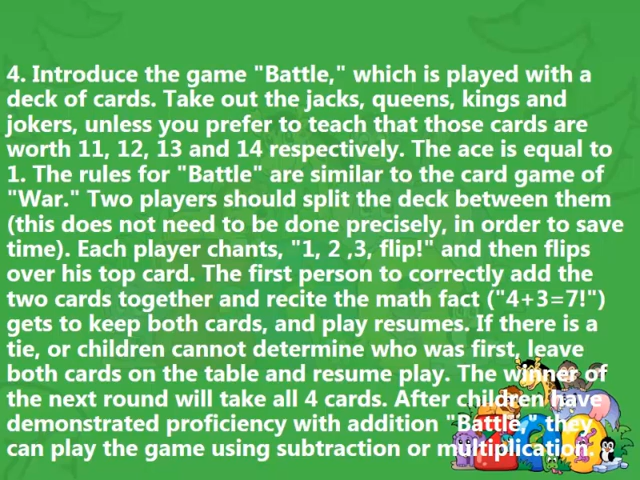 4. Introduce the game "Battle," which is played with a
deck of cards. Take out the jacks, queens, kings and
jokers, unless you prefer to teach that those cards are
worth 11, 12, 13 and 14 respectively. The ace is equal to
1. The rules for "Battle" are similar to the card game of
"War." Two players should split the deck between them
(this does not need to be done precisely, in order to save
time). Each player chants, "1, 2 ,3, flip!" and then flips
over his top card. The first person to correctly add the
two cards together and recite the math fact ("4+3=7!")
gets to keep both cards, and play resumes. If there is a
tie, or children cannot determine who was first, leave
both cards on the table and resume play. The winner of
the next round will take all 4 cards. After children have
demonstrated proficiency with addition "Battle," they
can play the game using subtraction or multiplication.